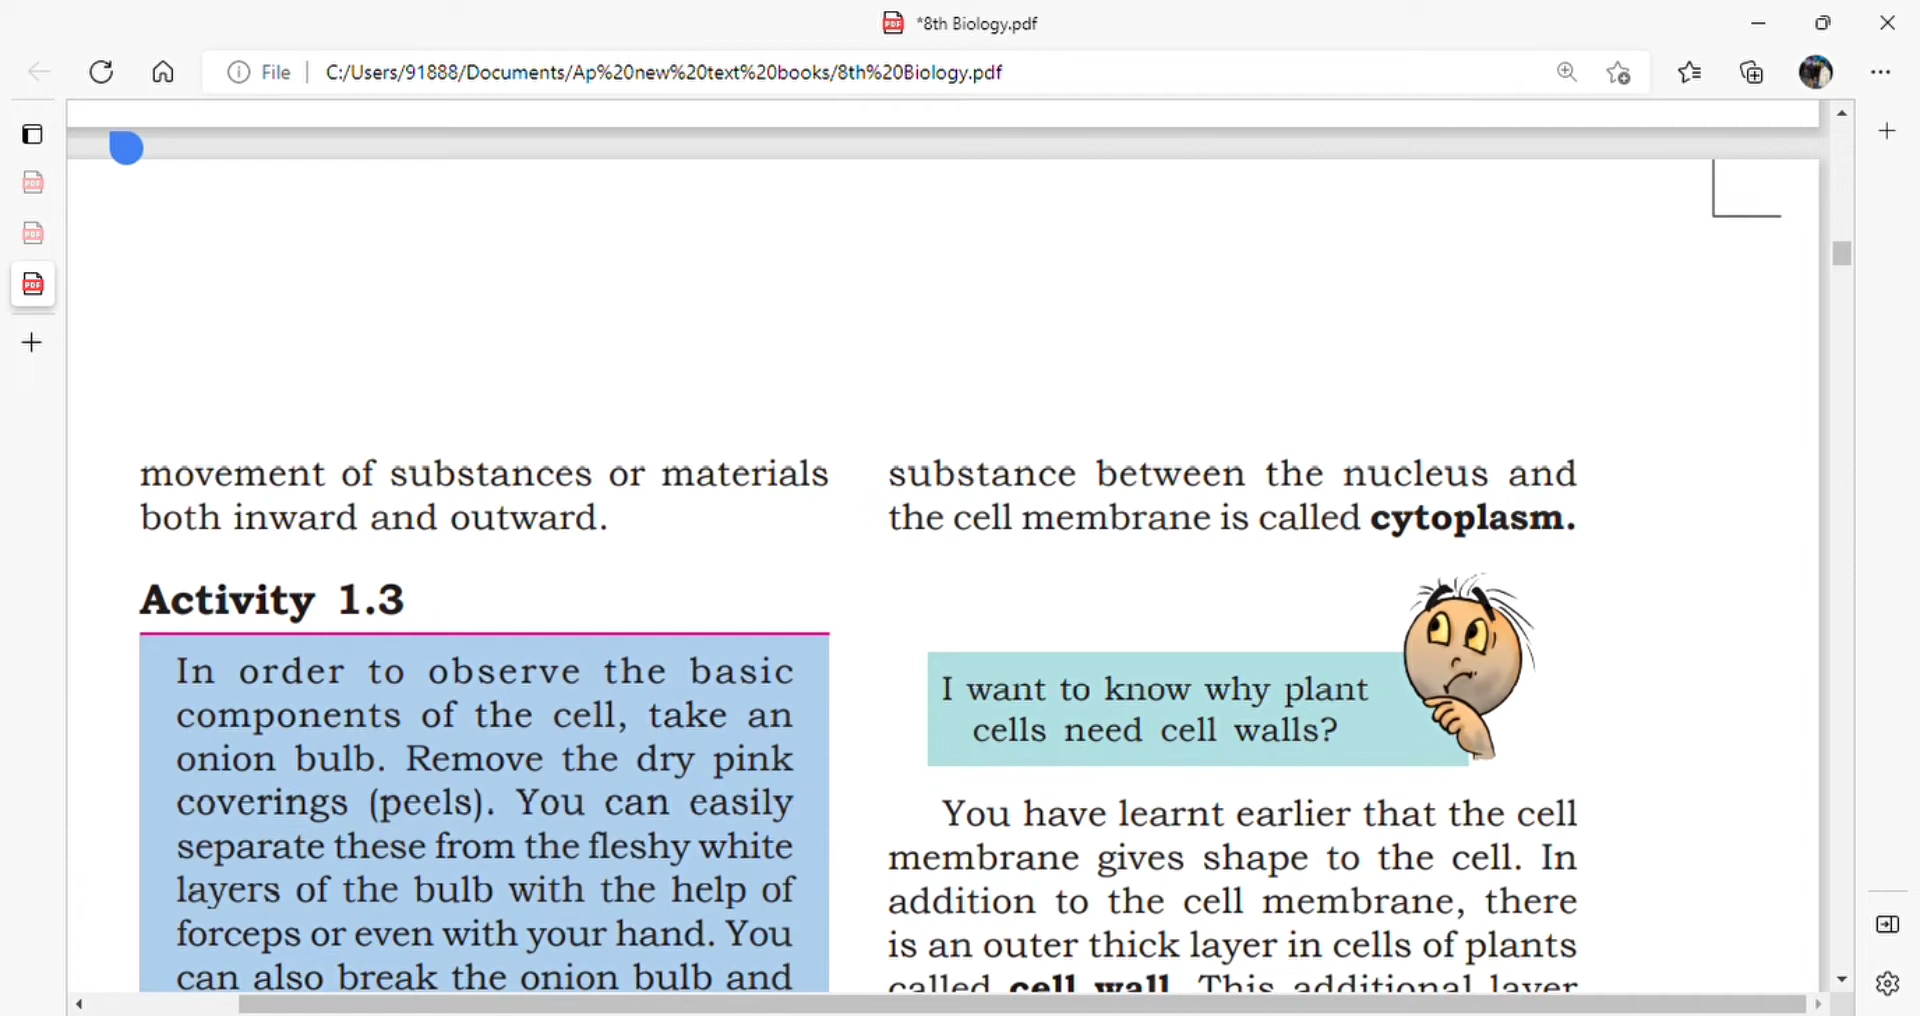 *8th Biology.pdf
File | C:/Users/91888/Documents/Ap%20new%20text%20books/8th%20Biology.pdf
movement of substances or materials
both inward and outward.
Activity 1.3
In order to observe the basic
components of the cell, take an
onion bulb. Remove the dry pink
coverings (peels). You can easily
separate these from the fleshy white
layers of the bulb with the help of
forceps or even with your hand. You
can also break the onion bulb and
substance between the nucleus and
the cell membrane is called cytoplasm.
I want to know why plant
cells need cell walls?
You have learnt earlier that the cell
membrane gives shape to the cell. In
addition to the cell membrane, there
is an outer thick layer in cells of plants
called cell wall. This additional layer